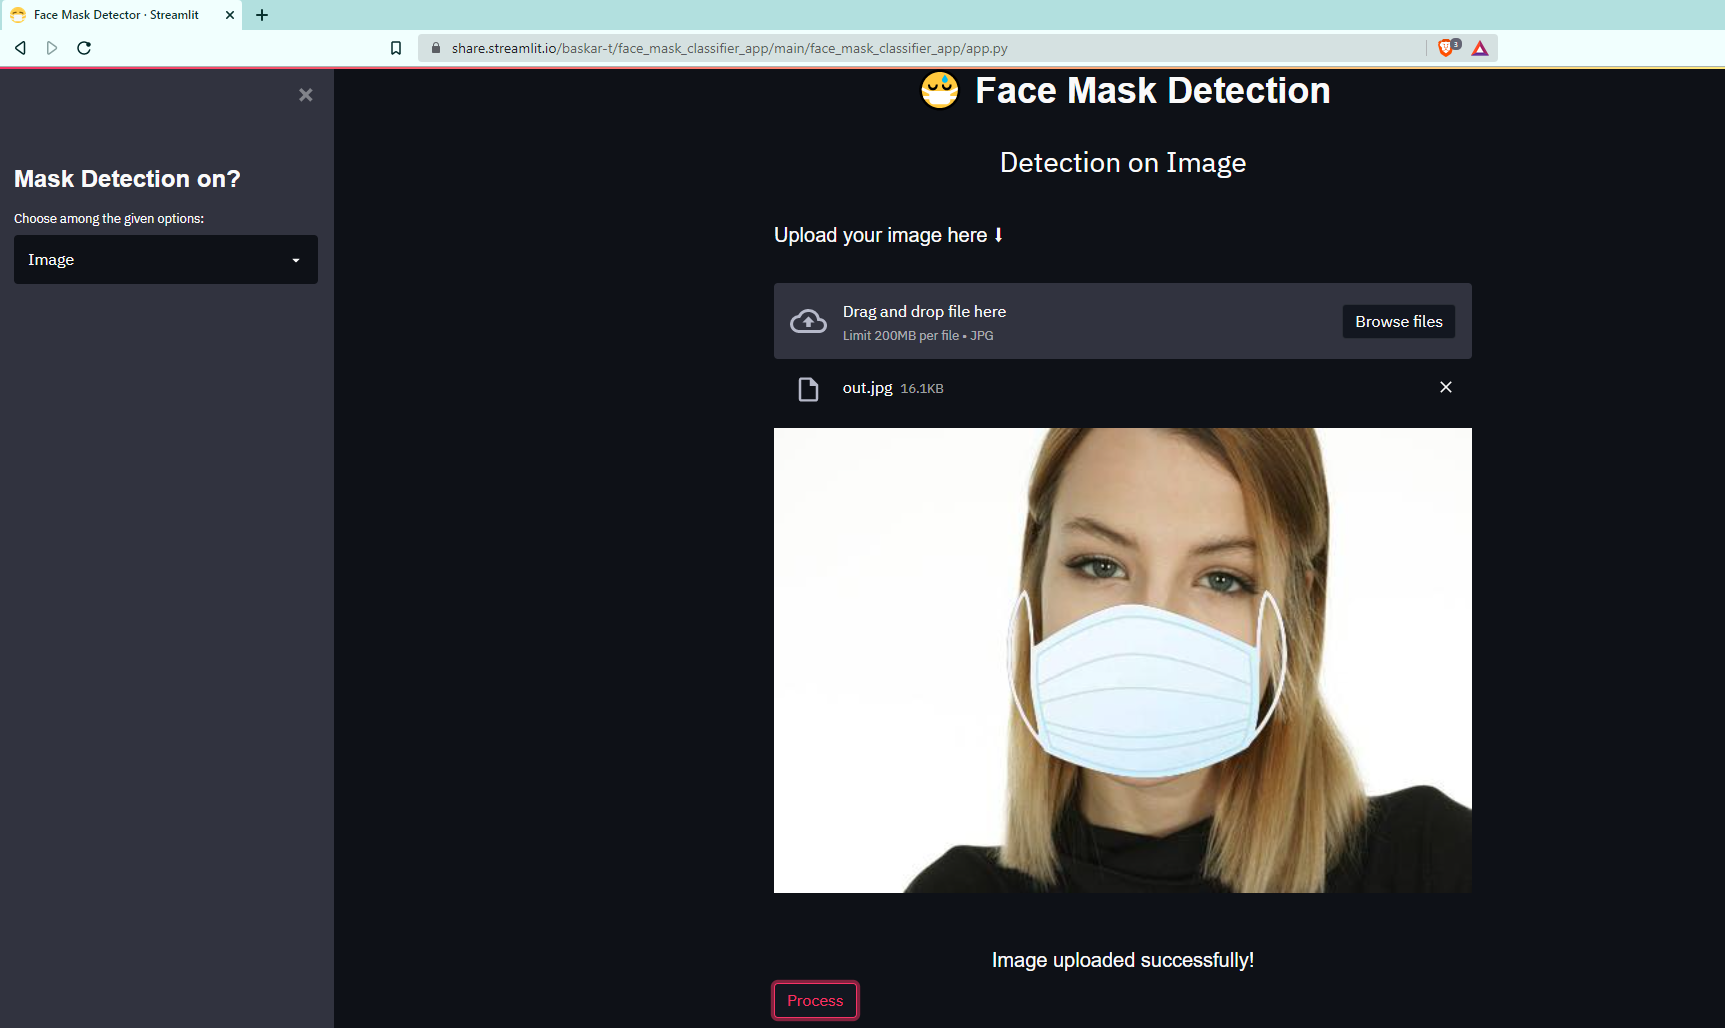 Face Mask Detector · Streamlit
share.streamlit.io/baskar-t/face_mask_classifier_app/main/face_mask_classifier_app/app.py
3
Mask Detection on?
Choose among the given options:
Image
Face Mask Detection
Detection on Image
Upload your image here
Drag and drop file here
Limit 200MB per file • JPG
Browse files
out.jpg 16.1KB
Image uploaded successfully!
Process